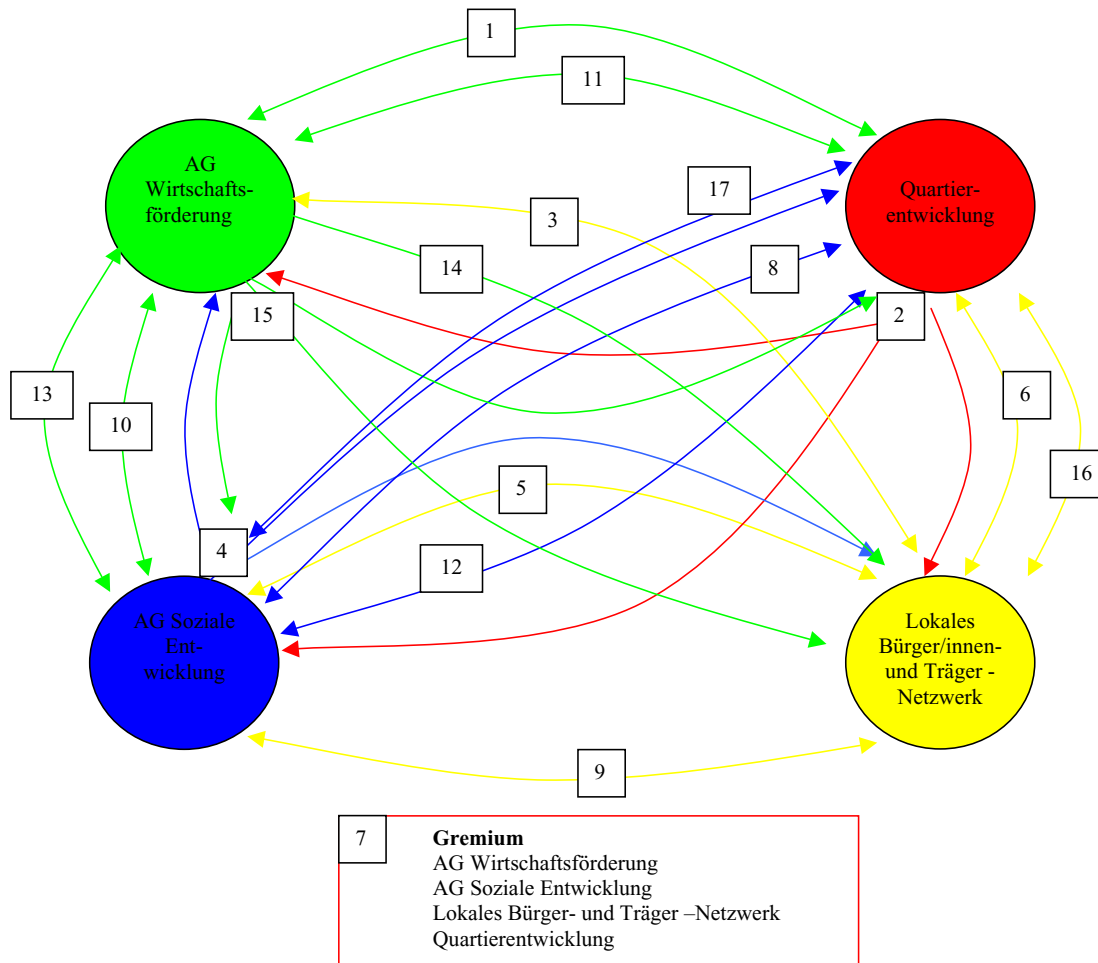 1
11
AG
Wirtschafts-
förderung
17
Quartier-
entwicklung
3
14
8
15
2
13
10
6
16
5
4
12
AG Soziale
Ent-
wicklung
Lokales
Bürger/innen-
und Träger -
Netzwerk
9
7
Gremium
AG Wirtschaftsförderung
AG Soziale Entwicklung
Lokales Bürger- und Träger –Netzwerk
Quartierentwicklung